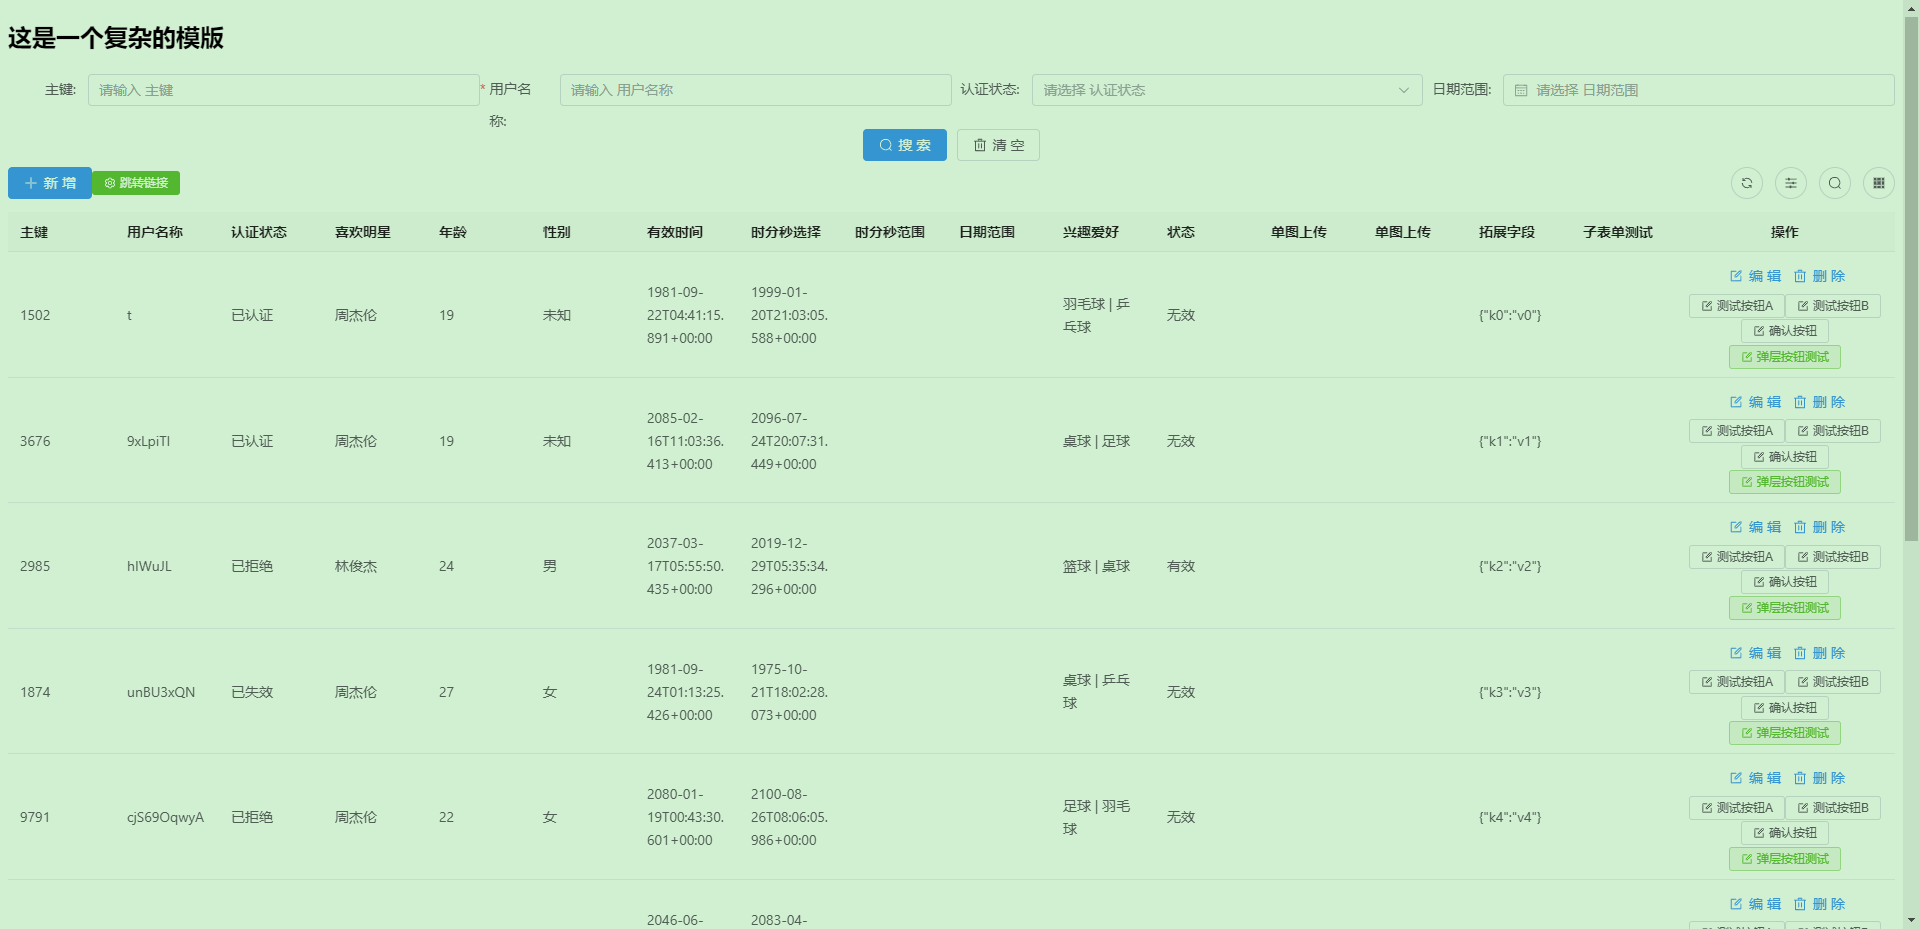 这是一个复杂的模版
主键: 请输入 主键 * 用户名称: 请输入 用户名称 认证状态: 请选择 认证状态 日期范围: 请选择 日期范围
搜 索 清 空
新 增 跳转链接
主键 用户名称 认证状态 喜欢明星 年龄 性别 有效时间 时分秒选择 时分秒范围 日期范围 兴趣爱好 状态 单图上传 单图上传 拓展字段 子表单测试 操作
1502 t 已认证 周杰伦 19 未知 1981-09-22T04:41:15.891+00:00 1999-01-20T21:03:05.588+00:00 羽毛球 | 乒乓球 无效 {"k0":"v0"}
编 辑 删 除
测试按钮A 测试按钮B
确认按钮
弹层按钮测试
3676 9xLpiTI 已认证 周杰伦 19 未知 2085-02-16T11:03:36.413+00:00 2096-07-24T20:07:31.449+00:00 桌球 | 足球 无效 {"k1":"v1"}
编 辑 删 除
测试按钮A 测试按钮B
确认按钮
弹层按钮测试
2985 hIWuJL 已拒绝 林俊杰 24 男 2037-03-17T05:55:50.435+00:00 2019-12-29T05:35:34.296+00:00 篮球 | 桌球 有效 {"k2":"v2"}
编 辑 删 除
测试按钮A 测试按钮B
确认按钮
弹层按钮测试
1874 unBU3xQN 已失效 周杰伦 27 女 1981-09-24T01:13:25.426+00:00 1975-10-21T18:02:28.073+00:00 桌球 | 乒乓球 无效 {"k3":"v3"}
编 辑 删 除
测试按钮A 测试按钮B
确认按钮
弹层按钮测试
9791 cjS69OqwyA 已拒绝 周杰伦 22 女 2080-01-19T00:43:30.601+00:00 2100-08-26T08:06:05.986+00:00 足球 | 羽毛球 无效 {"k4":"v4"}
编 辑 删 除
测试按钮A 测试按钮B
确认按钮
弹层按钮测试
2046-06- 2083-04-
编 辑 删 除